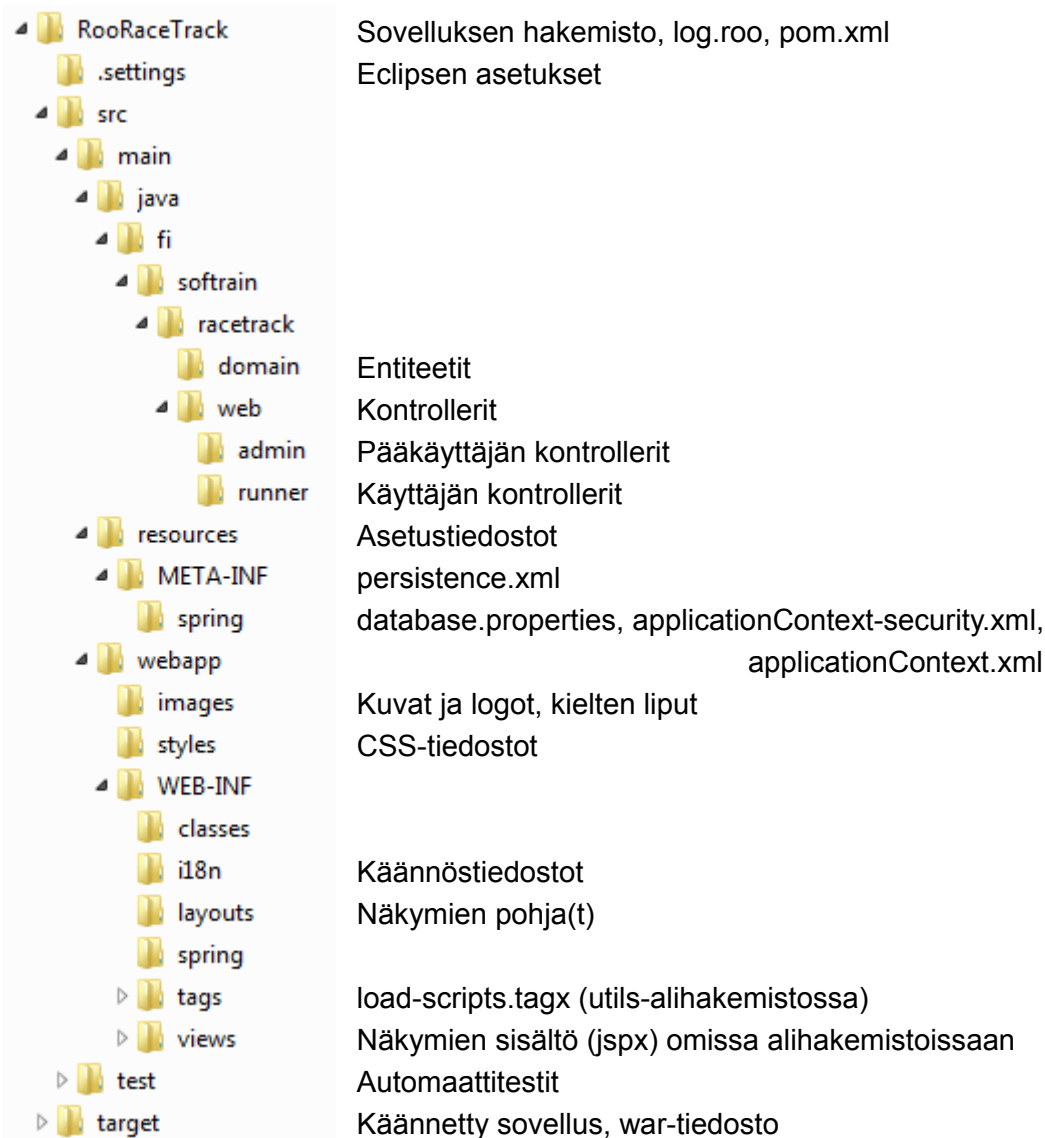 RooRaceTrack Sovelluksen hakemisto, log.roo, pom.xml
.settings Eclipsen asetukset
src
main
java
fi
softrain
racetrack
domain Entiteetit
web Kontrollerit
admin Pääkäyttäjän kontrollerit
runner Käyttäjän kontrollerit
resources Asetustiedostot
META-INF persistence.xml
spring database.properties, applicationContext-security.xml,
webapp applicationContext.xml
images Kuvat ja logot, kielten liput
styles CSS-tiedostot
WEB-INF
classes
i18n Käännöstiedostot
layouts Näkymien pohja(t)
spring
tags load-scripts.tagx (utils-alihakemistossa)
views Näkymien sisältö (jspx) omissa alihakemistoissaan
test Automaattitestit
target Käännetty sovellus, war-tiedosto